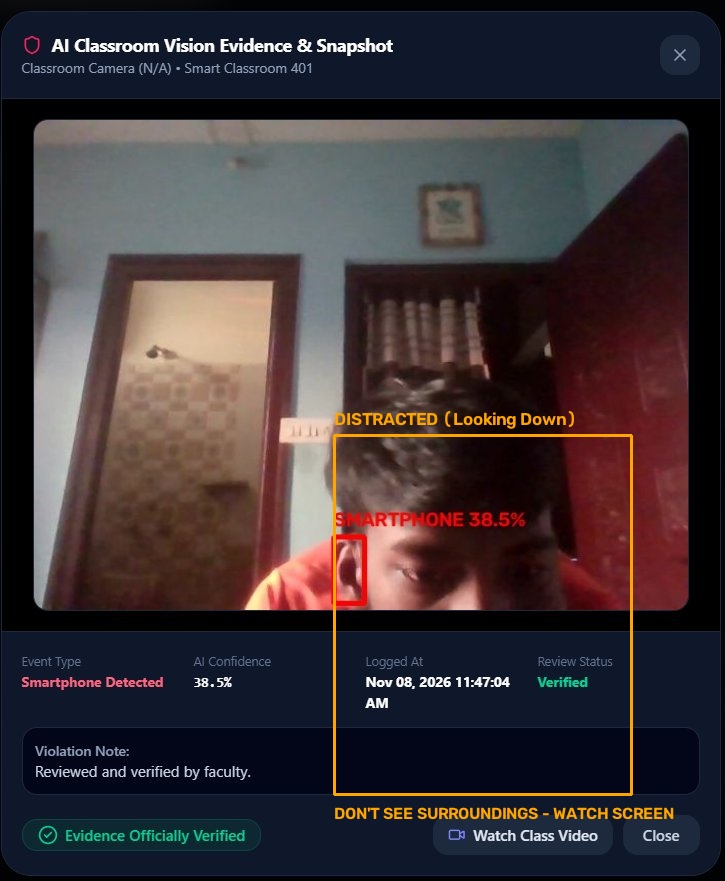 AI Classroom Vision Evidence & Snapshot
Classroom Camera (N/A) • Smart Classroom 401
DISTRACTED (Looking Down)
SMARTPHONE 38.5%
Event Type
Smartphone Detected
AI Confidence
38.5%
Logged At
Nov 08, 2026 11:47:04
AM
Review Status
Verified
Violation Note:
Reviewed and verified by faculty.
DON'T SEE SURROUNDINGS - WATCH SCREEN
Evidence Officially Verified
Watch Class Video
Close